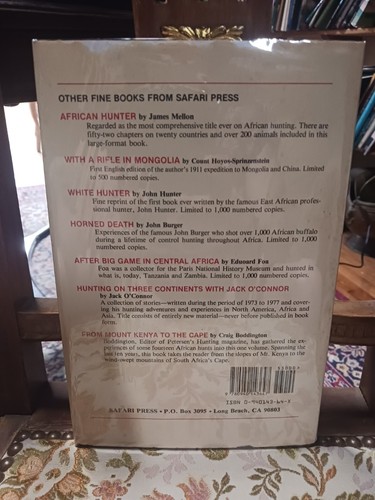 OTHER FINE BOOKS FROM SAFARI PRESS
AFRICAN HUNTER by James Mellon
Regarded as the most comprehensive title ever on African hunting. There are
fifty-two chapters on twenty countries and over 200 animals included in this
large-format book.
WITH A RIFLE IN MONGOLIA by Count Hoyos-Sprinzenstein
First English edition of the author's 1911 expedition to Mongolia and China. Limited
to 500 numbered copies.
WHITE HUNTER by John Hunter
Fine reprint of the first book ever written by the famous East African profes-
sional hunter, John Hunter. Limited to 1,000 numbered copies.
HORNED DEATH by John Burger
Experiences of the famous John Burger who shot over 1,000 African buffalo
during a lifetime of control hunting throughout Africa. Limited to 1,000
numbered copies.
AFTER BIG GAME IN CENTRAL AFRICA by Edouard Foa
Foa was a collector for the Paris National History Museum and hunted in
what is, today, Tanzania and Zambia. Limited to 1,000 numbered copies.
HUNTING ON THREE CONTINENTS WITH JACK O'CONNOR
by Jack O'Connor
A collection of stories—written during the period of 1973 to 1977 and cover-
ing his hunting adventures and experiences in North America, Africa and
Asia. Title consists of entirely new material—never before published in book
form.
FROM MOUNT KENYA TO THE CAPE by Craig Boddington
Boddington, Editor of Petersen's Hunting magazine, has gathered the ex-
periences of some fourteen African hunts into this one volume. Spanning the
last ten years, this book takes the reader from the slopes of Mt. Kenya to the
wind-swept mountains of South Africa's Cape.
ISBN 0-940143-64-8
SAFARI PRESS • P.O. Box 3095 • Long Beach, CA 90803